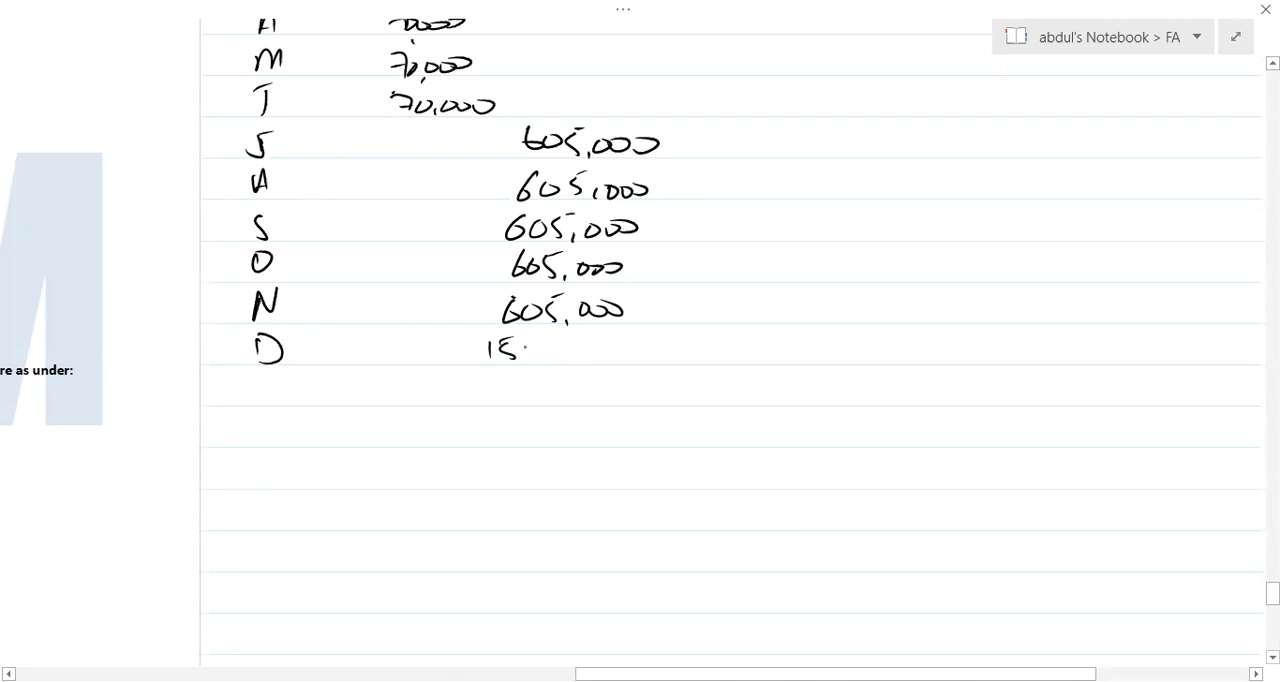 ...
abdul's Notebook > FA
M 70,000
J 70,000
J 605,000
A 605,000
S 605,000
O 605,000
N 605,000
D 15
re as under: